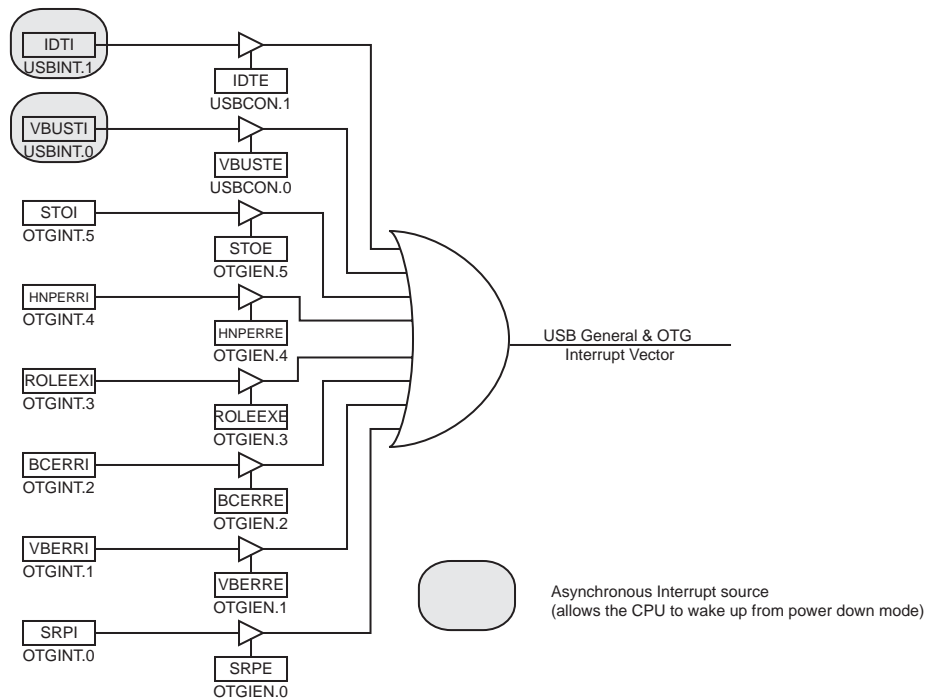 IDTI
USBINT.1
IDTE
USBCON.1
VBUSTI
USBINT.0
VBUSTE
USBCON.0
STOI
OTGINT.5
STOE
OTGIEN.5
HNPERRI
OTGINT.4
HNPERRE
OTGIEN.4
ROLEEXI
OTGINT.3
ROLEEXE
OTGIEN.3
BCERRI
OTGINT.2
BCERRE
OTGIEN.2
VBERRI
OTGINT.1
VBERRE
OTGIEN.1
SRPI
OTGINT.0
SRPE
OTGIEN.0
USB General & OTG
Interrupt Vector
Asynchronous Interrupt source
(allows the CPU to wake up from power down mode)